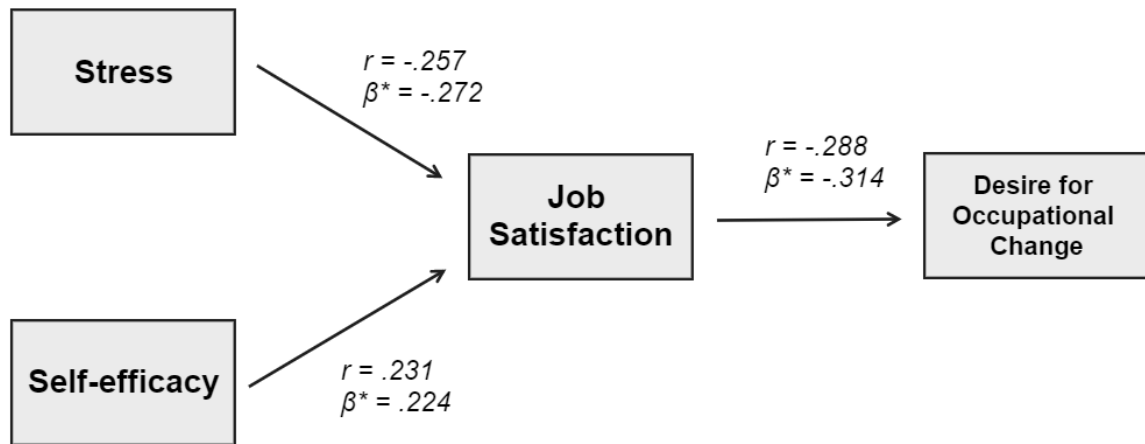 Stress
r = -.257
β* = -.272
Job
Satisfaction
r = -.288
β* = -.314
Desire for
Occupational
Change
Self-efficacy
r = .231
β* = .224